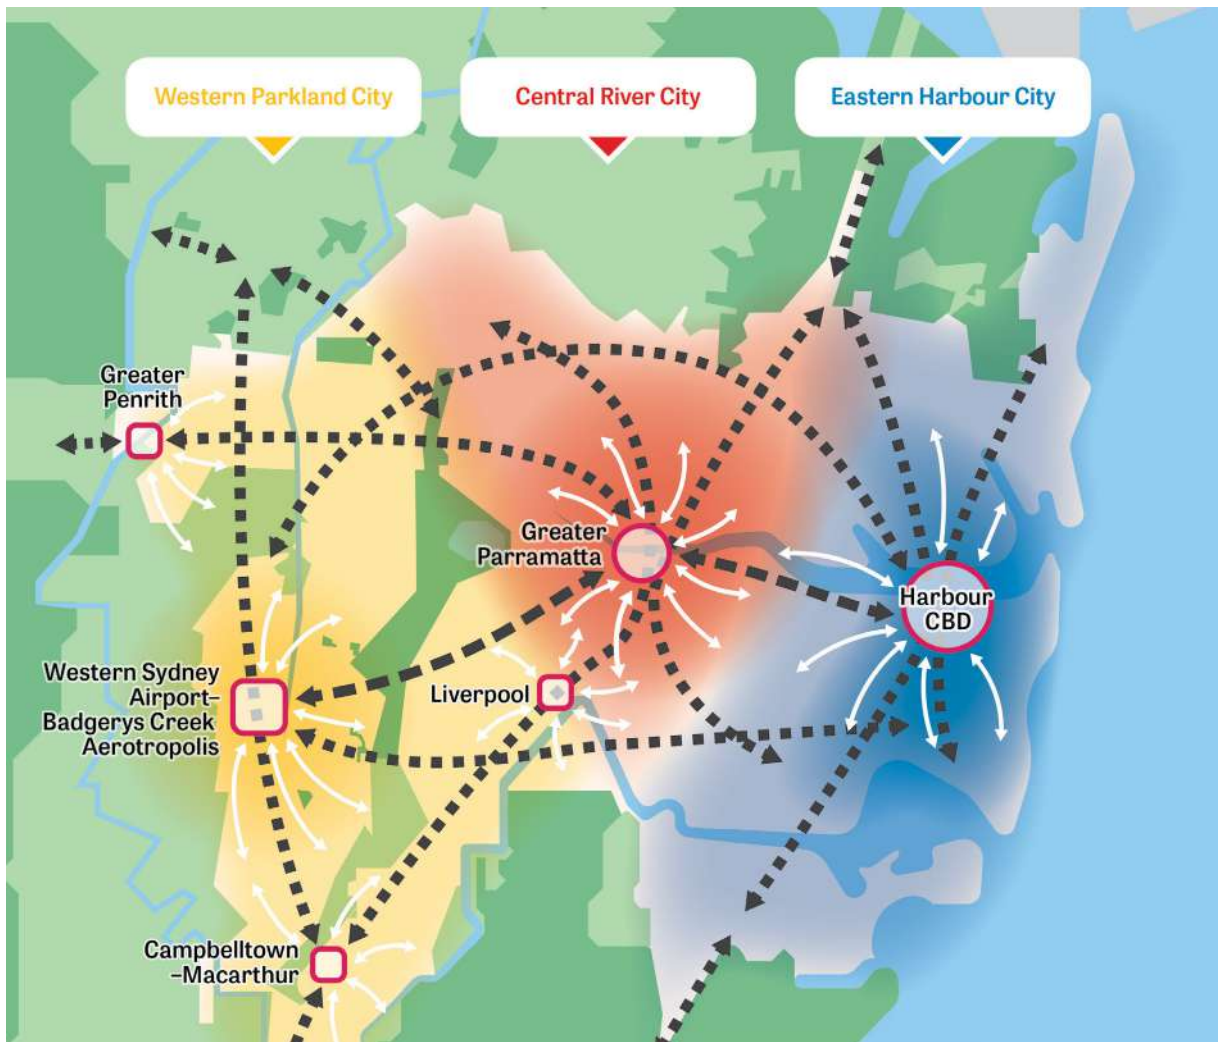 Western Parkland City
Central River City
Eastern Harbour City
Greater
Penrith
Greater
Parramatta
Harbour
CBD
Western Sydney
Airport–
Badgerys Creek
Aerotropolis
Liverpool
Campbelltown
–Macarthur